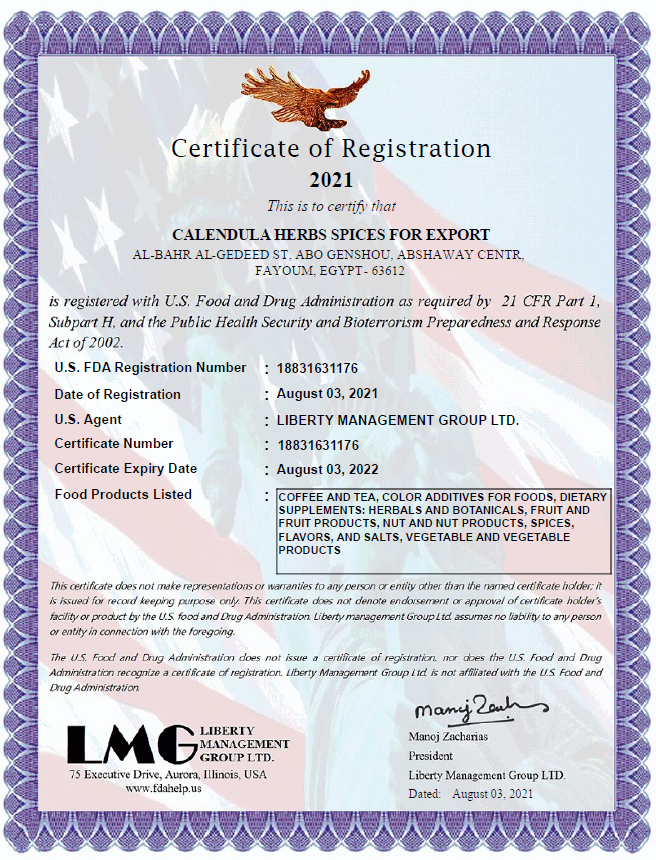 Certificate of Registration
2021
This is to certify that
CALENDULA HERBS SPICES FOR EXPORT
AL-BAHR AL-GEDEED ST, ABO GENSHOU, ABSHAWAY CENTR,
FAYOUM, EGYPT- 63612
is registered with U.S. Food and Drug Administration as required by 21 CFR Part 1,
Subpart H, and the Public Health Security and Bioterrorism Preparedness and Response
Act of 2002.
U.S. FDA Registration Number : 18831631176
Date of Registration : August 03, 2021
U.S. Agent : LIBERTY MANAGEMENT GROUP LTD.
Certificate Number : 18831631176
Certificate Expiry Date : August 03, 2022
Food Products Listed : COFFEE AND TEA, COLOR ADDITIVES FOR FOODS, DIETARY
SUPPLEMENTS: HERBALS AND BOTANICALS, FRUIT AND
FRUIT PRODUCTS, NUT AND NUT PRODUCTS, SPICES,
FLAVORS, AND SALTS, VEGETABLE AND VEGETABLE
PRODUCTS
This certificate does not make representations or warranties to any person or entity other than the named certificate holder; it
is issued for record keeping purpose only. This certificate does not denote endorsement or approval of certificate holder's
facility or product by the U.S. food and Drug Administration. Liberty management Group Ltd. assumes no liability to any person
or entity in connection with the foregoing.
The U.S. Food and Drug Administration does not issue a certificate of registration, nor does the U.S. Food and Drug
Administration recognize a certificate of registration. Liberty Management Group Ltd. is not affiliated with the U.S. Food and
Drug Administration.
LMG LIBERTY
MANAGEMENT
GROUP LTD.
75 Executive Drive, Aurora, Illinois, USA
www.fdahelp.us
Manoj Zacharias
President
Liberty Management Group LTD.
Dated: August 03, 2021